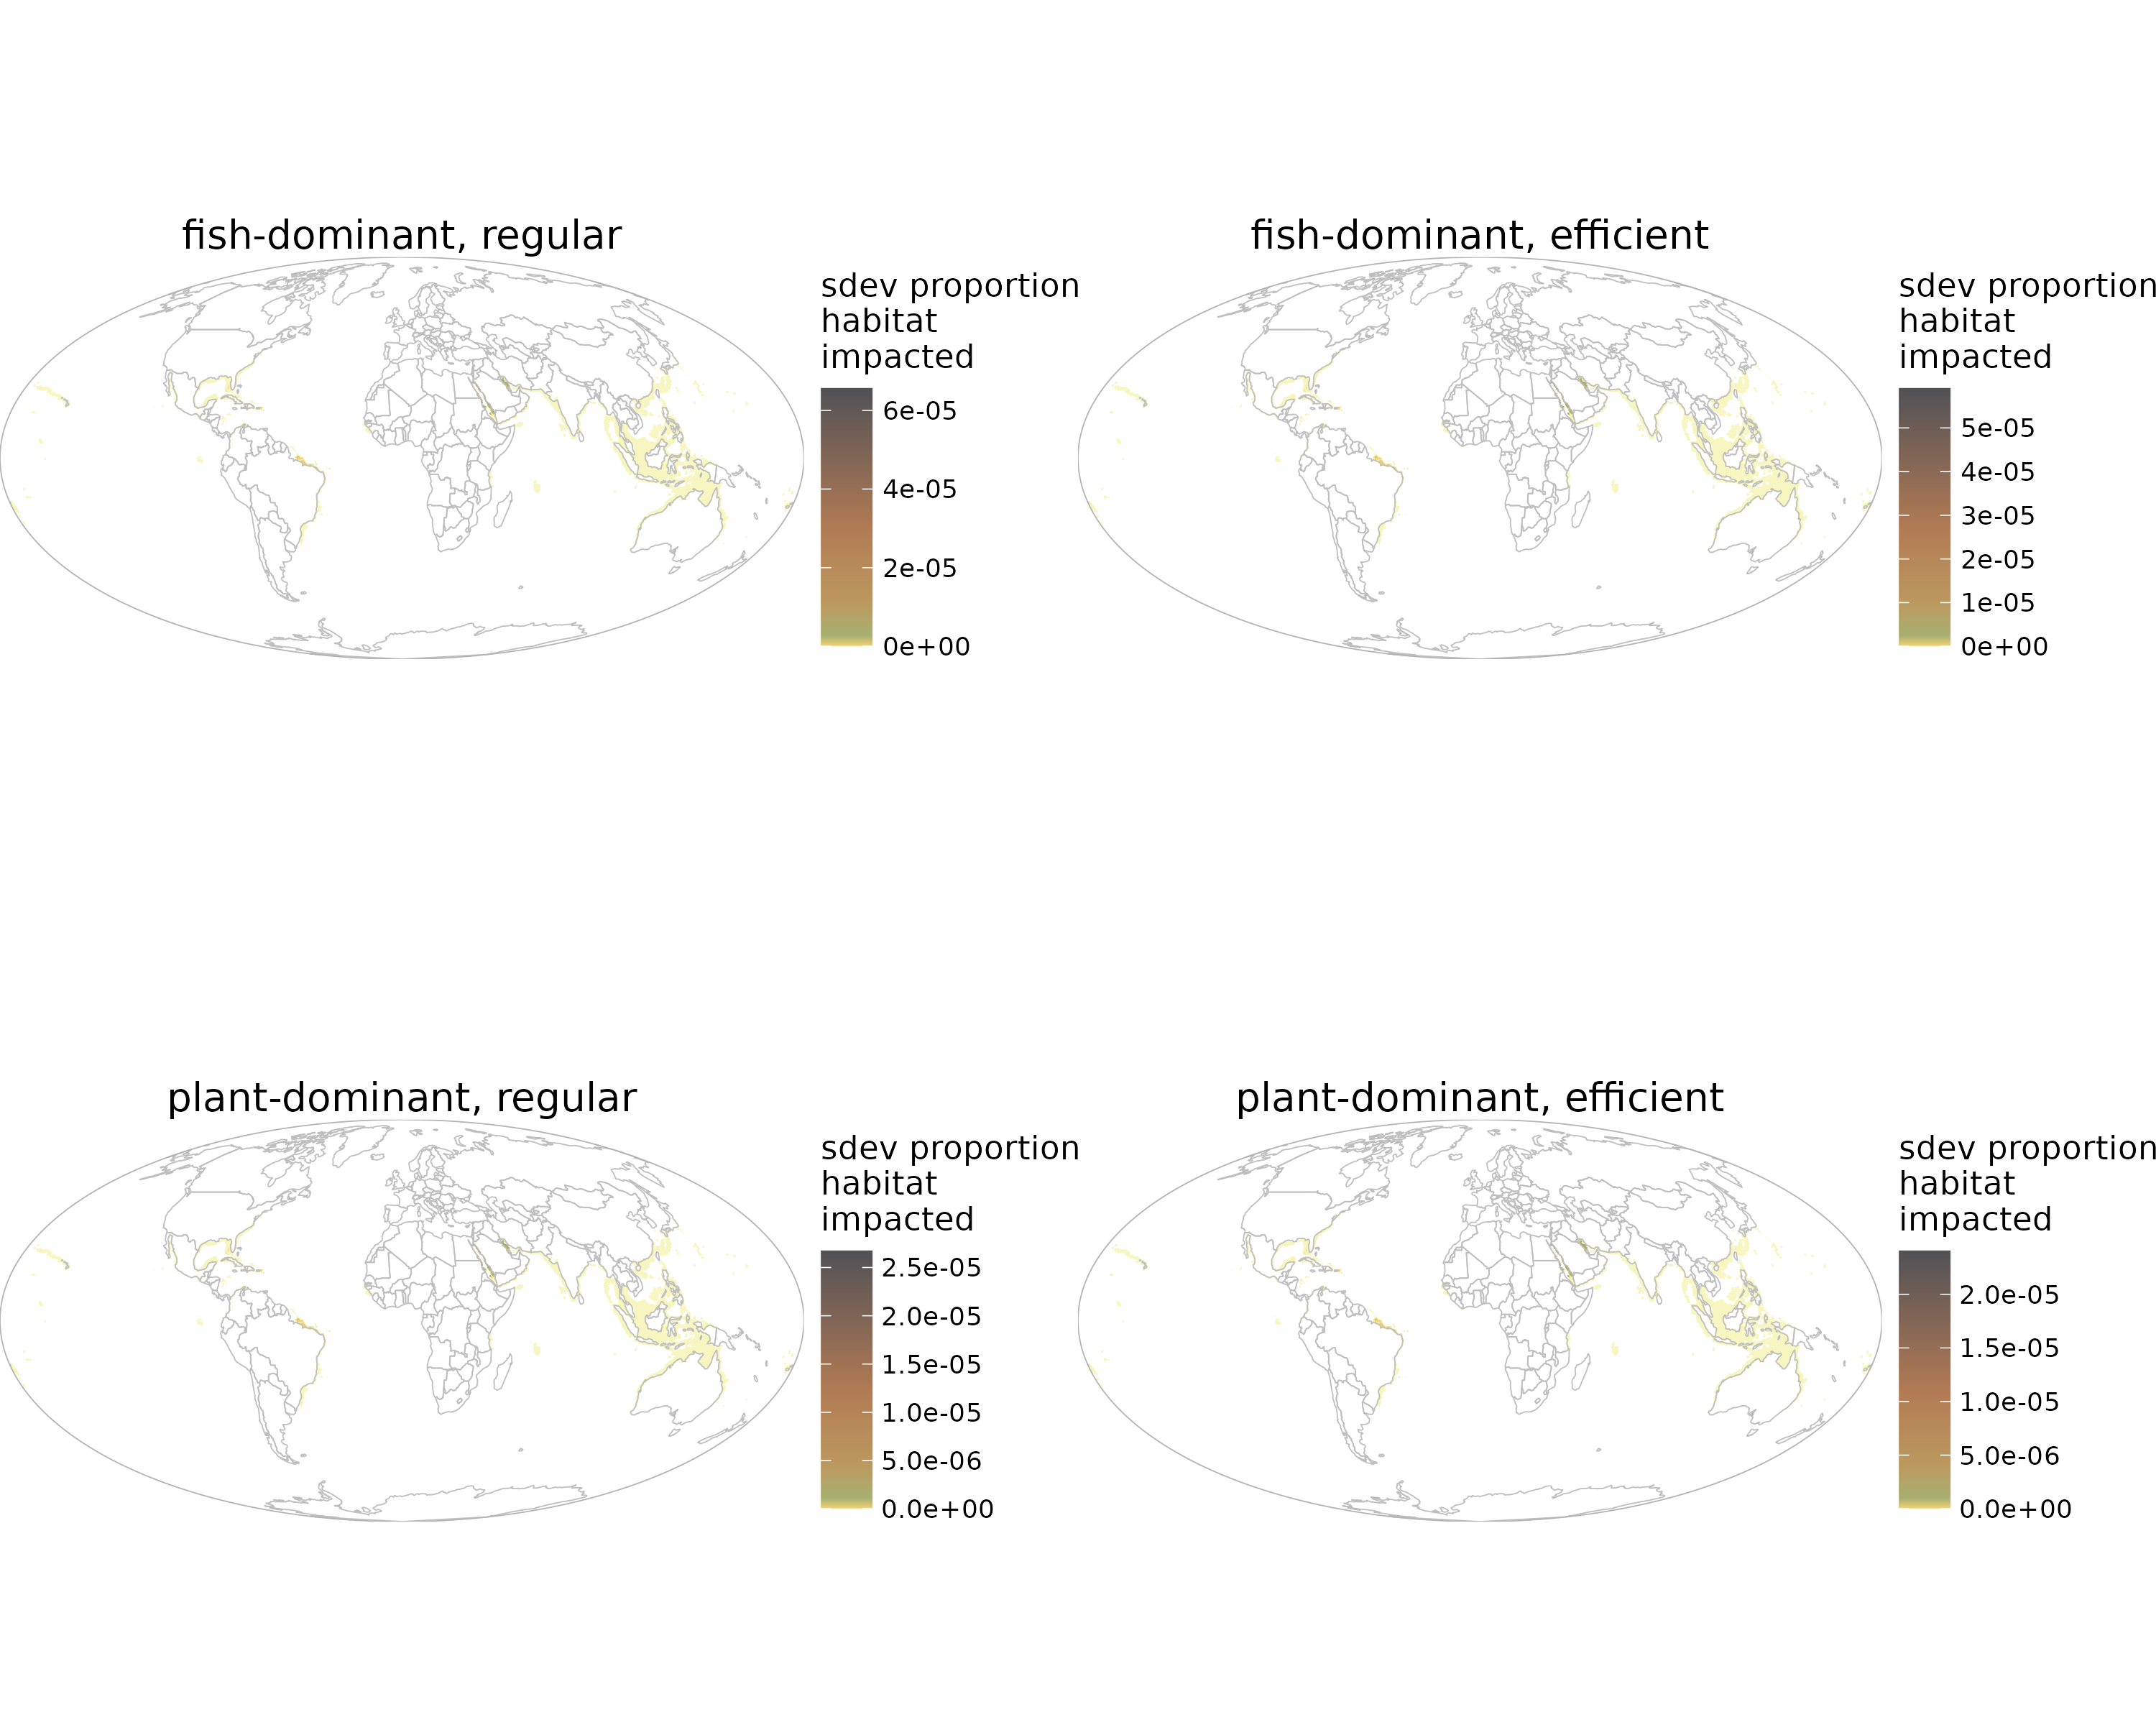 fish-dominant, regular
sdev proportion
habitat
impacted
6e-05
4e-05
2e-05
0e+00
fish-dominant, efficient
sdev proportion
habitat
impacted
5e-05
4e-05
3e-05
2e-05
1e-05
0e+00
plant-dominant, regular
sdev proportion
habitat
impacted
2.5e-05
2.0e-05
1.5e-05
1.0e-05
5.0e-06
0.0e+00
plant-dominant, efficient
sdev proportion
habitat
impacted
2.0e-05
1.5e-05
1.0e-05
5.0e-06
0.0e+00